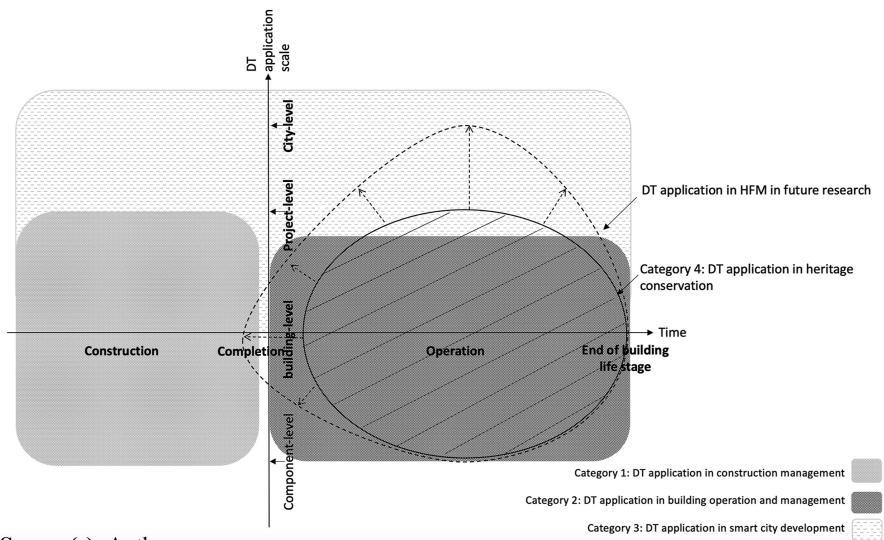 DT
application
scale
City-level
Project-level
building-level
Component-level
DT application in HFM in future research
Category 4: DT application in heritage
conservation
Time
Construction
Completion
Operation
End of building
life stage
Category 1: DT application in construction management
Category 2: DT application in building operation and management
Category 3: DT application in smart city development